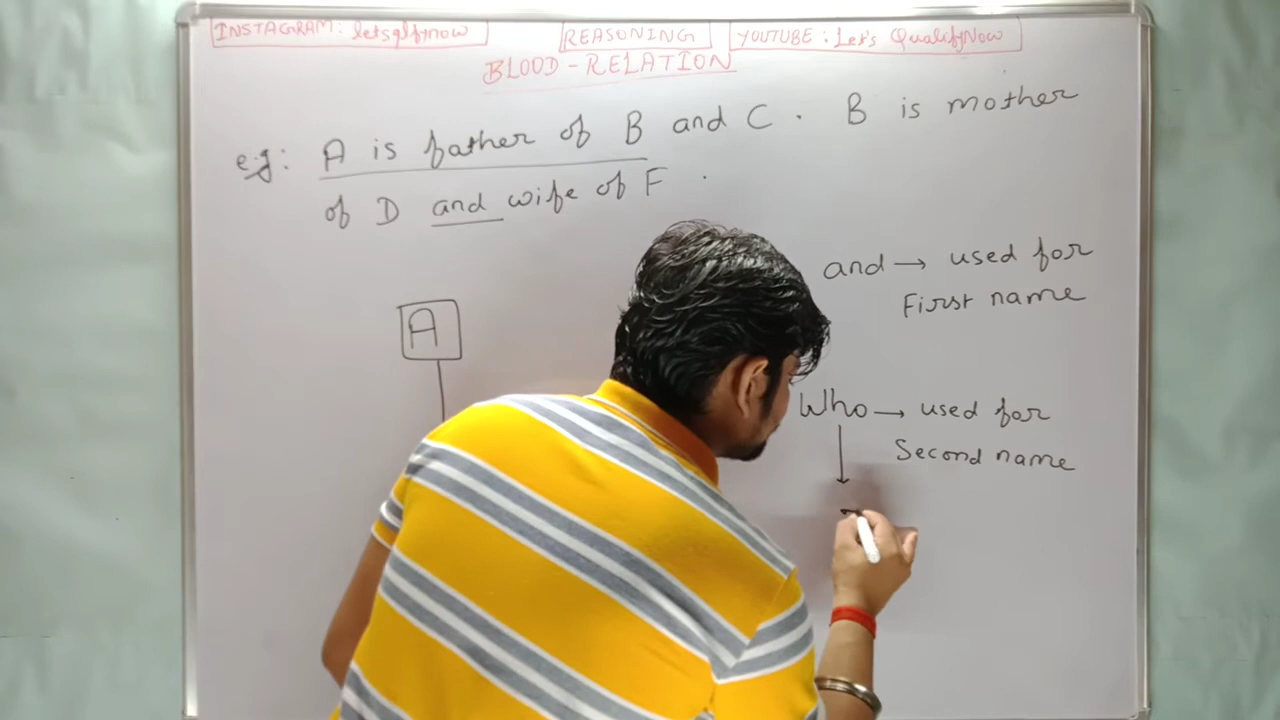 INSTAGRAM: letsqlfynow
REASONING
YOUTUBE: Let's QualifyNow
BLOOD-RELATION
e.g: A is father of B and C. B is mother
of D and wife of F.
and → used for
First name
A
Who → used for
Second name